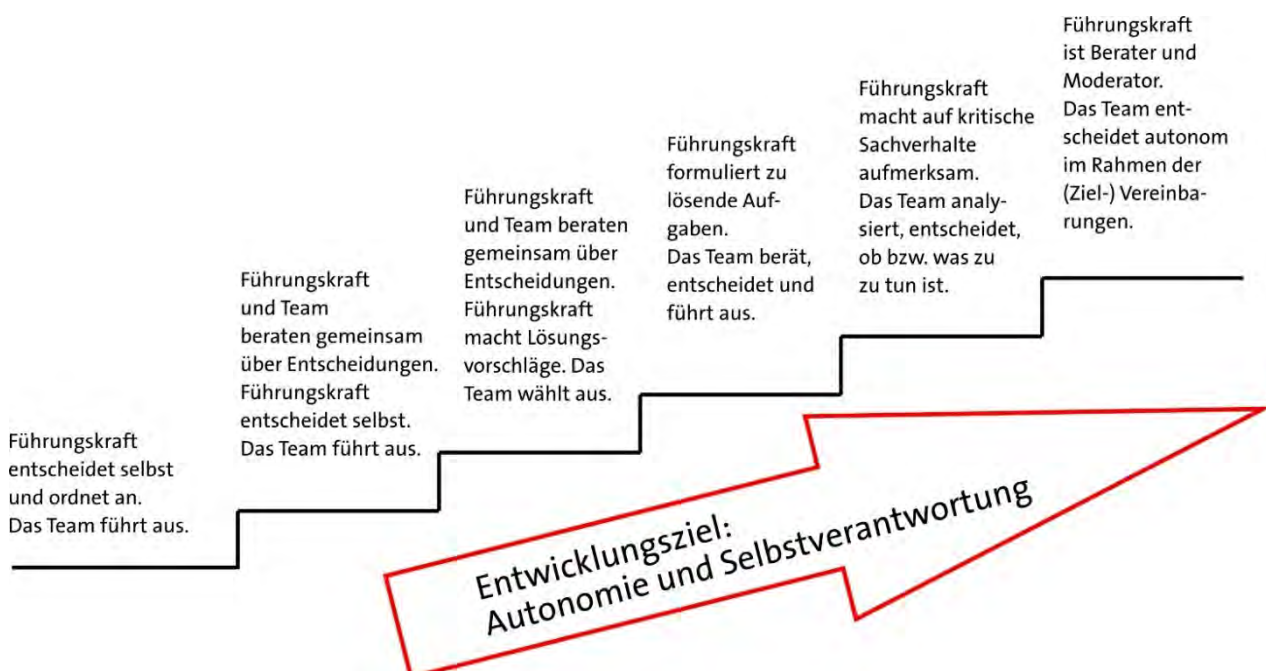 Führungskraft
entscheidet selbst
und ordnet an.
Das Team führt aus.
Führungskraft
und Team
beraten gemeinsam
über Entscheidungen.
Führungskraft
entscheidet selbst.
Das Team führt aus.
Führungskraft
und Team beraten
gemeinsam über
Entscheidungen.
Führungskraft
macht Lösungs-
vorschläge. Das
Team wählt aus.
Führungskraft
formuliert zu
lösende Auf-
gaben.
Das Team berät,
entscheidet und
führt aus.
Führungskraft
macht auf kritische
Sachverhalte
aufmerksam.
Das Team analy-
siert, entscheidet,
ob bzw. was zu
zu tun ist.
Führungskraft
ist Berater und
Moderator.
Das Team ent-
scheidet autonom
im Rahmen der
(Ziel-) Vereinba-
rungen.
Entwicklungsziel:
Autonomie und Selbstverantwortung